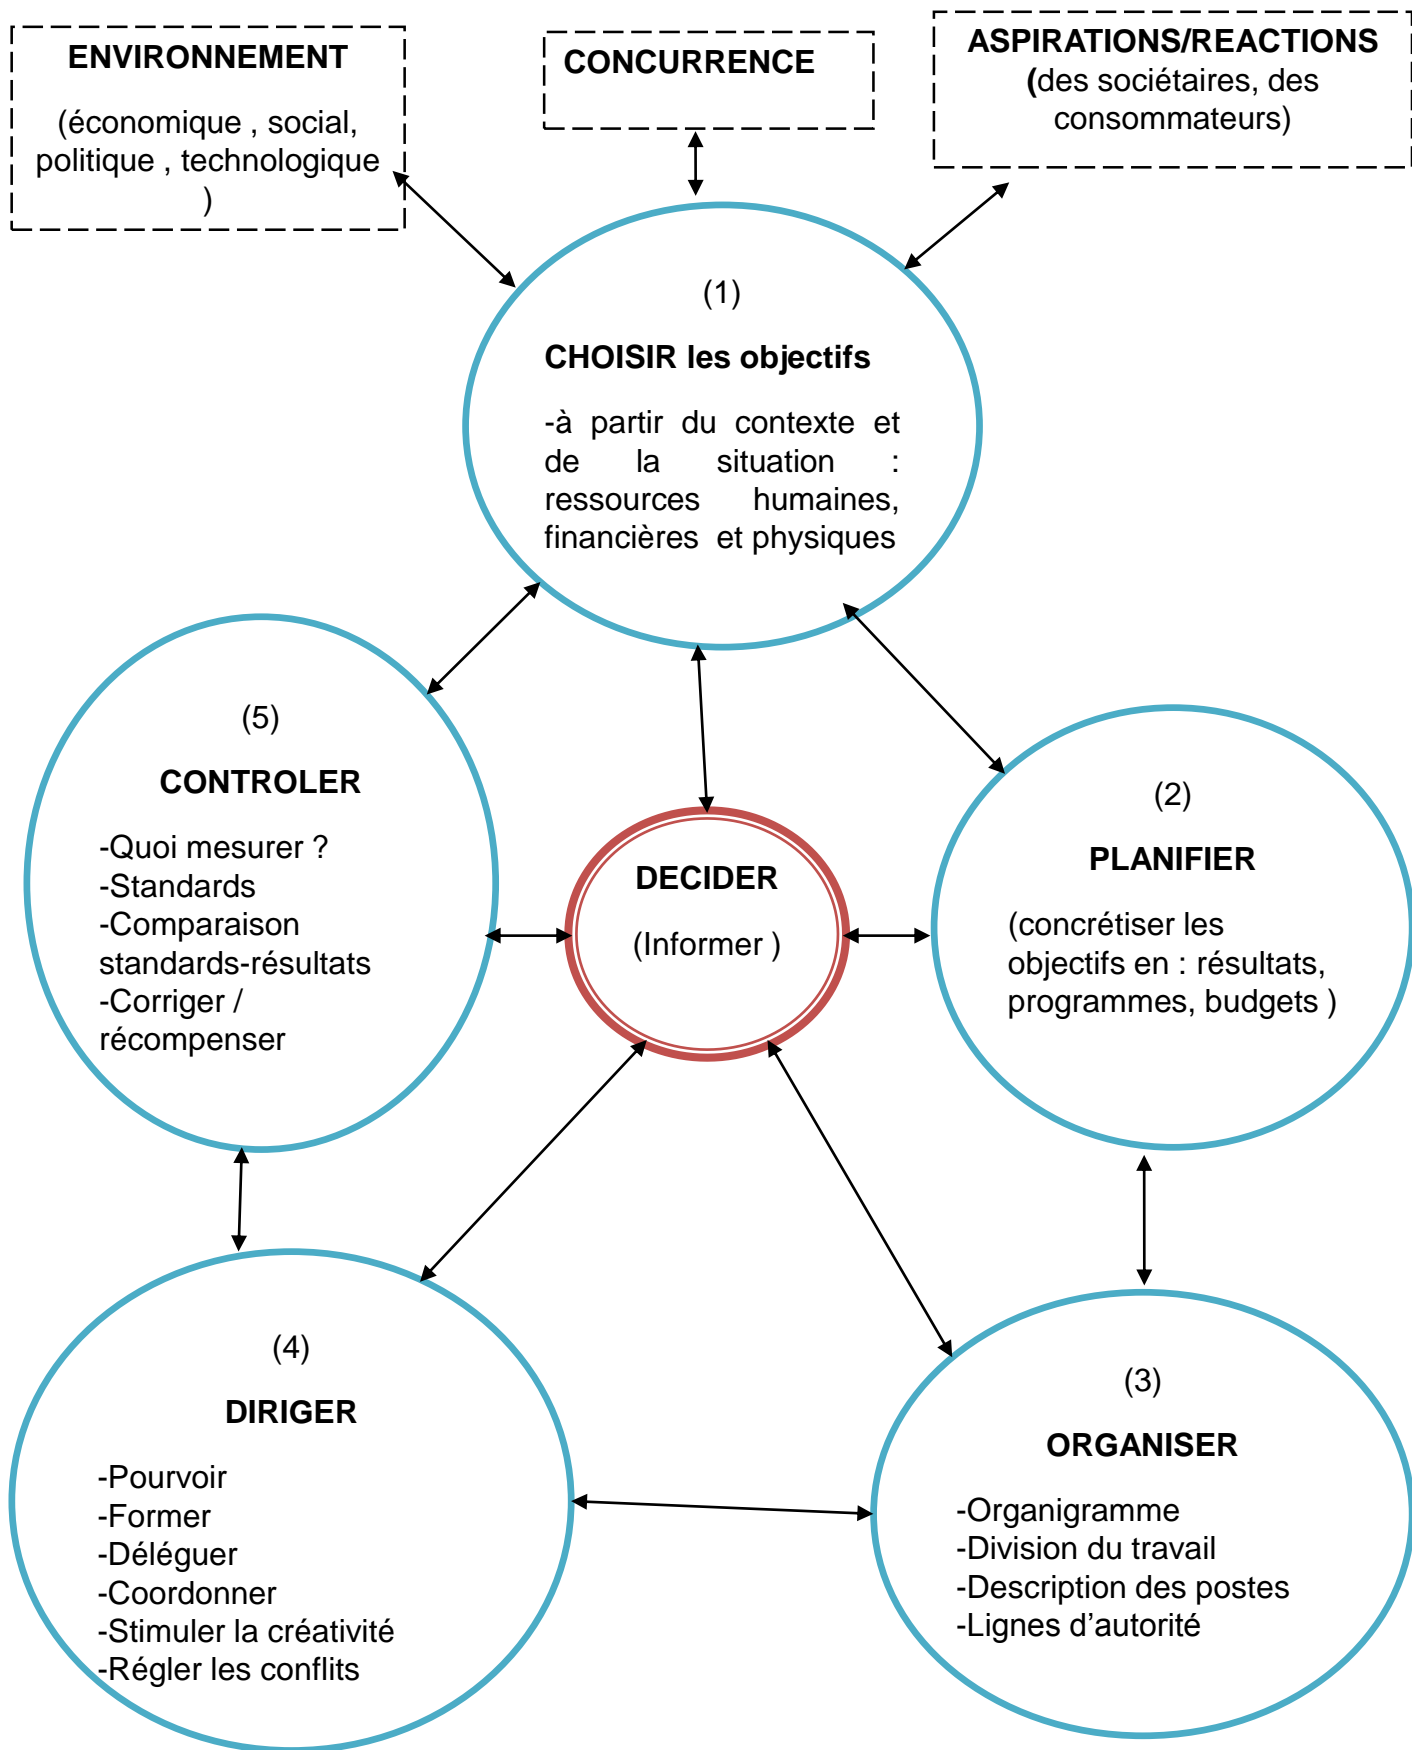 ENVIRONNEMENT
(économique , social,
politique , technologique
)
CONCURRENCE
ASPIRATIONS/REACTIONS
(des sociétaires, des
consommateurs)
(1)
CHOISIR les objectifs
-à partir du contexte et
de la situation :
ressources humaines,
financières et physiques
(5)
CONTROLER
-Quoi mesurer ?
-Standards
-Comparaison
standards-résultats
-Corriger /
récompenser
DECIDER
(Informer )
(2)
PLANIFIER
(concrétiser les
objectifs en : résultats,
programmes, budgets )
(4)
DIRIGER
-Pourvoir
-Former
-Déléguer
-Coordonner
-Stimuler la créativité
-Régler les conflits
(3)
ORGANISER
-Organigramme
-Division du travail
-Description des postes
-Lignes d’autorité